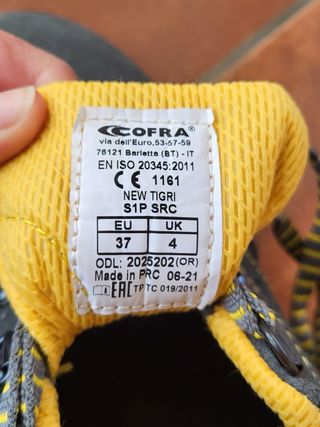 COFRA®
via dell'Euro,53-57-59
76121 Barletta (BT) - IT
EN ISO 20345:2011
CE 1161
NEW TIGRI
S1P SRC
EU UK
37 4
ODL: 2025202(OR)
Made in PRC 06-21
EAC TP TC 019/2011